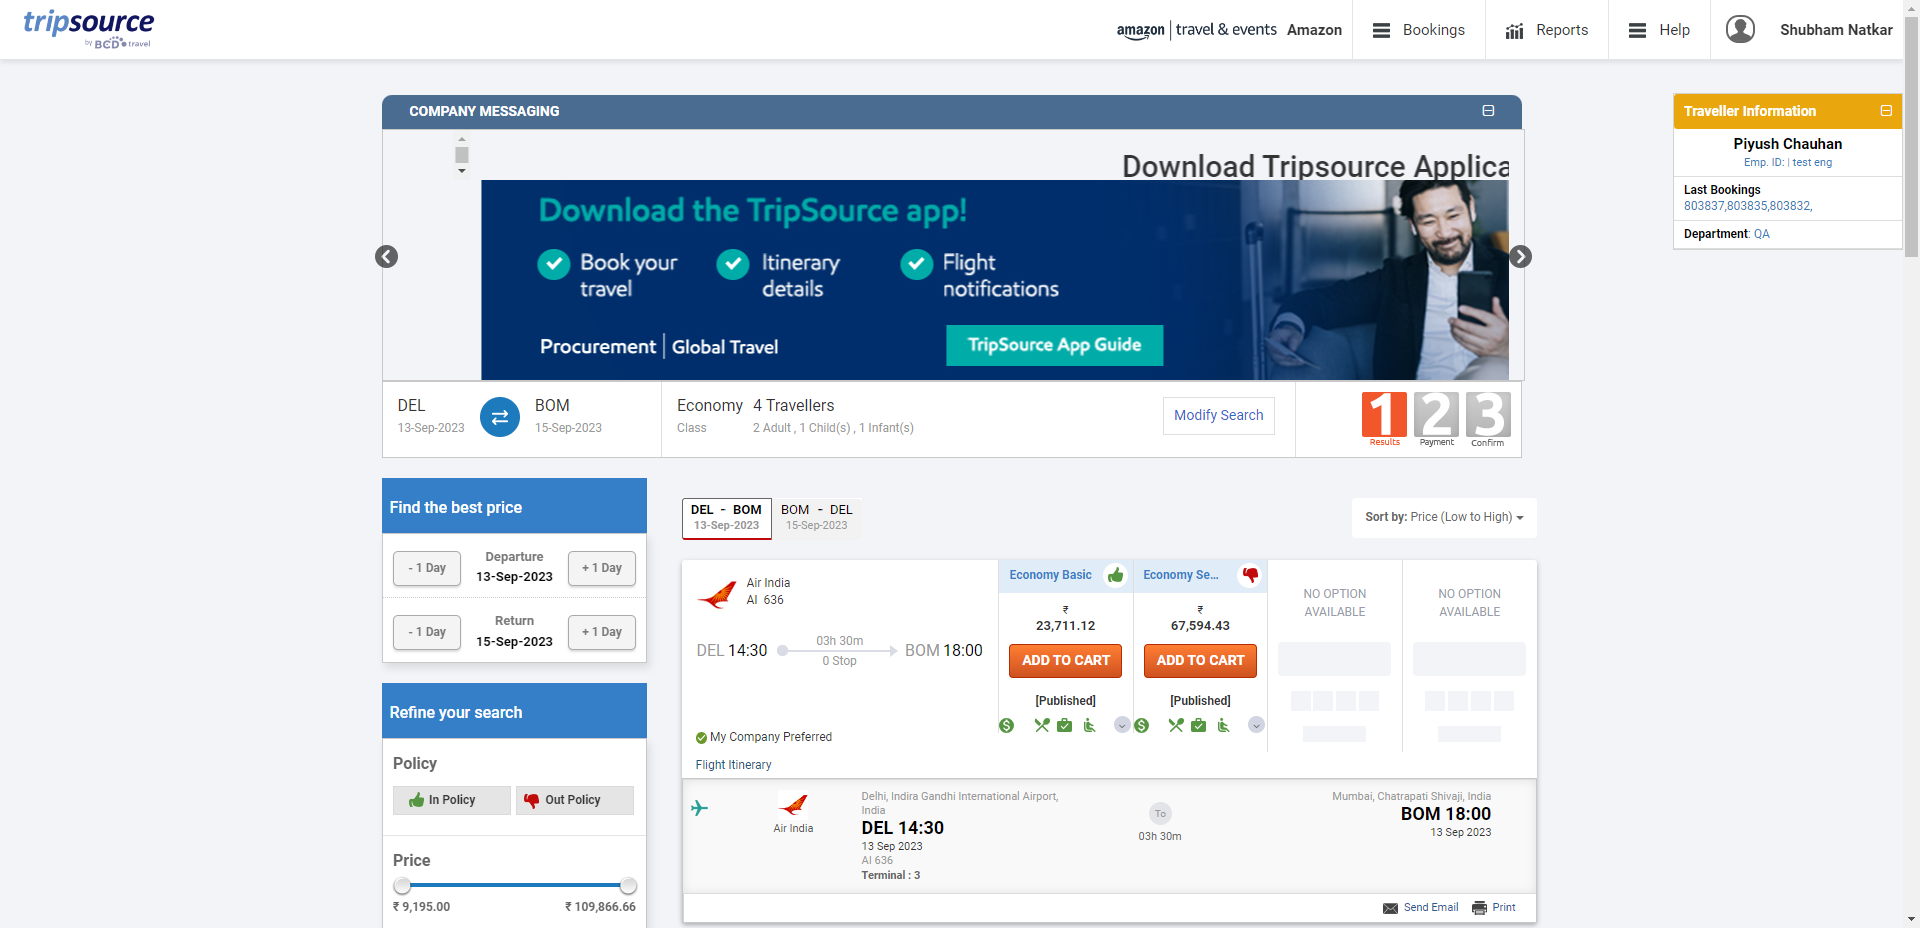 tripsource
by BCD travel
amazon | travel & events Amazon
Bookings
Reports
Help
Shubham Natkar
COMPANY MESSAGING
Download Tripsource Applica
Download the TripSource app!
Book your travel
Itinerary details
Flight notifications
Procurement | Global Travel
TripSource App Guide
Traveller Information
Piyush Chauhan
Emp. ID: | test eng
Last Bookings
803837,803835,803832,
Department: QA
DEL
13-Sep-2023
BOM
15-Sep-2023
Economy
Class
4 Travellers
2 Adult , 1 Child(s) , 1 Infant(s)
Modify Search
1 Results
2 Payment
3 Confirm
Find the best price
- 1 Day
Departure
13-Sep-2023
+ 1 Day
- 1 Day
Return
15-Sep-2023
+ 1 Day
Refine your search
Policy
In Policy
Out Policy
Price
₹ 9,195.00
₹ 109,866.66
DEL - BOM
13-Sep-2023
BOM - DEL
15-Sep-2023
Sort by: Price (Low to High)
Air India
AI 636
DEL 14:30
03h 30m
0 Stop
BOM 18:00
My Company Preferred
Flight Itinerary
Economy Basic
₹
23,711.12
ADD TO CART
[Published]
Economy Se...
₹
67,594.43
ADD TO CART
[Published]
NO OPTION
AVAILABLE
NO OPTION
AVAILABLE
Air India
Delhi, Indira Gandhi International Airport,
India
DEL 14:30
13 Sep 2023
AI 636
Terminal : 3
To
03h 30m
Mumbai, Chatrapati Shivaji, India
BOM 18:00
13 Sep 2023
Send Email
Print